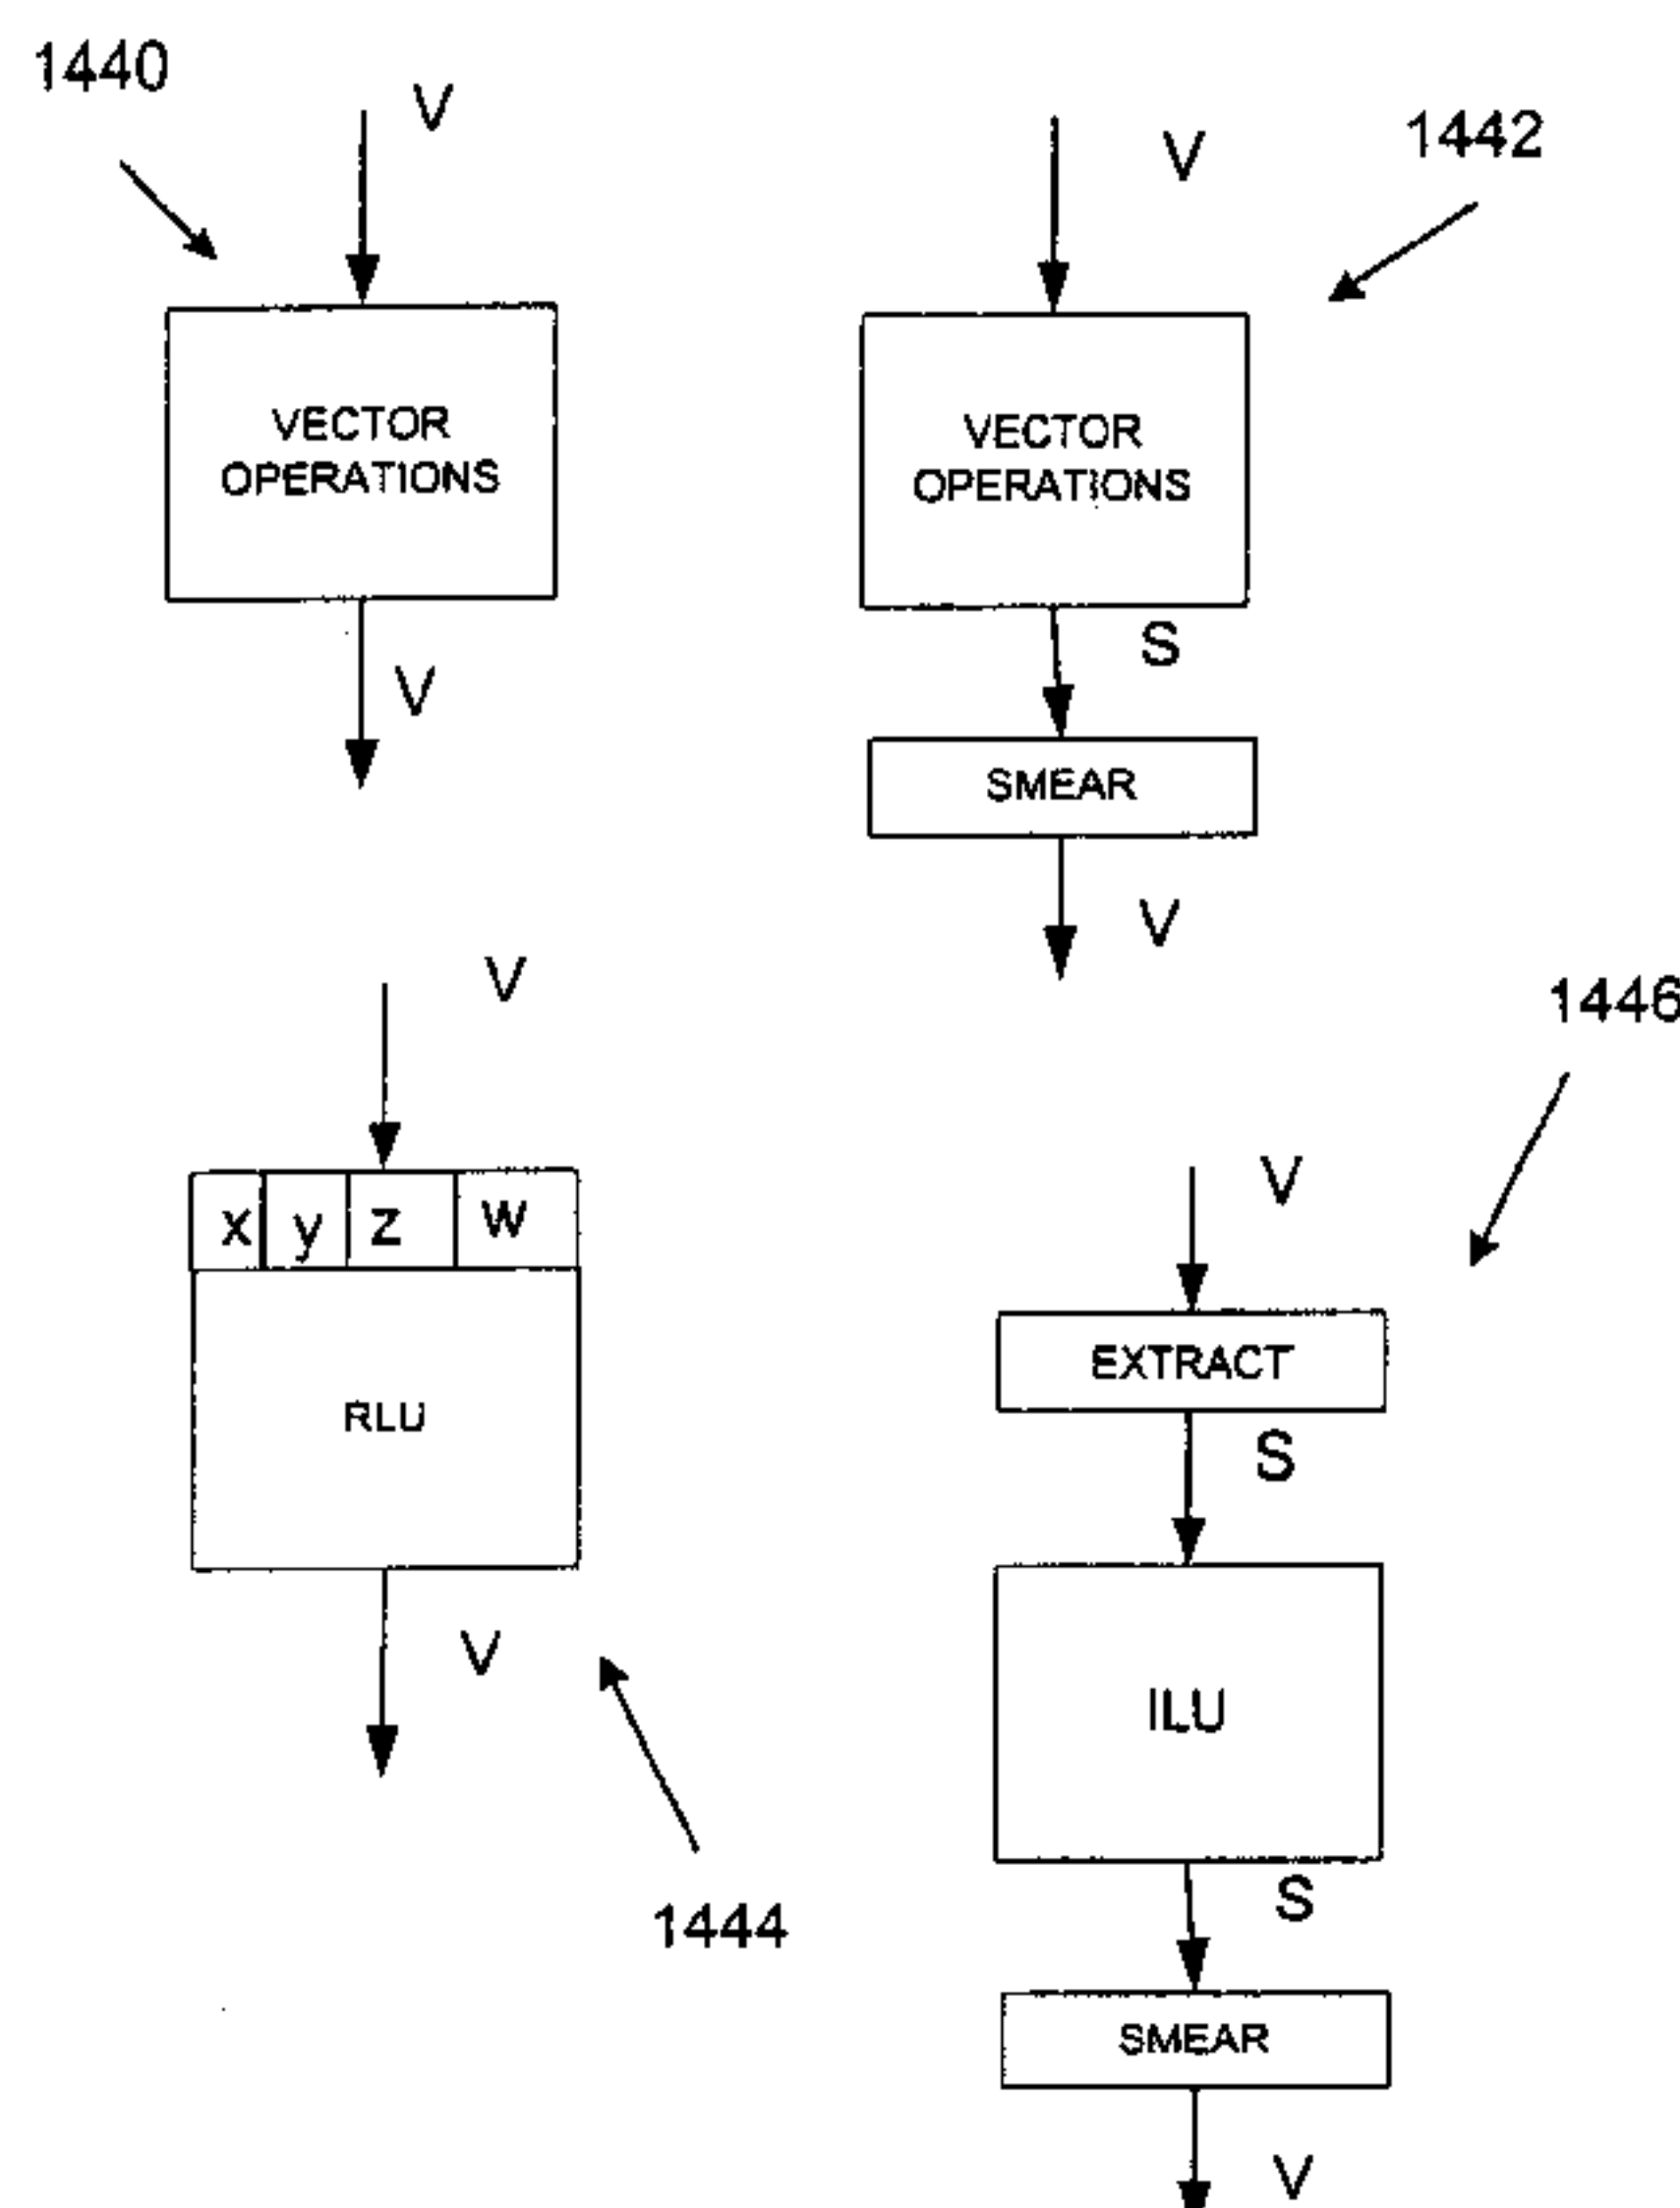 1440
V
VECTOR
OPERATIONS
V
1442
V
VECTOR
OPERATIONS
S
SMEAR
V
V
x y z w
RLU
V
1444
1446
V
EXTRACT
S
ILU
S
SMEAR
V